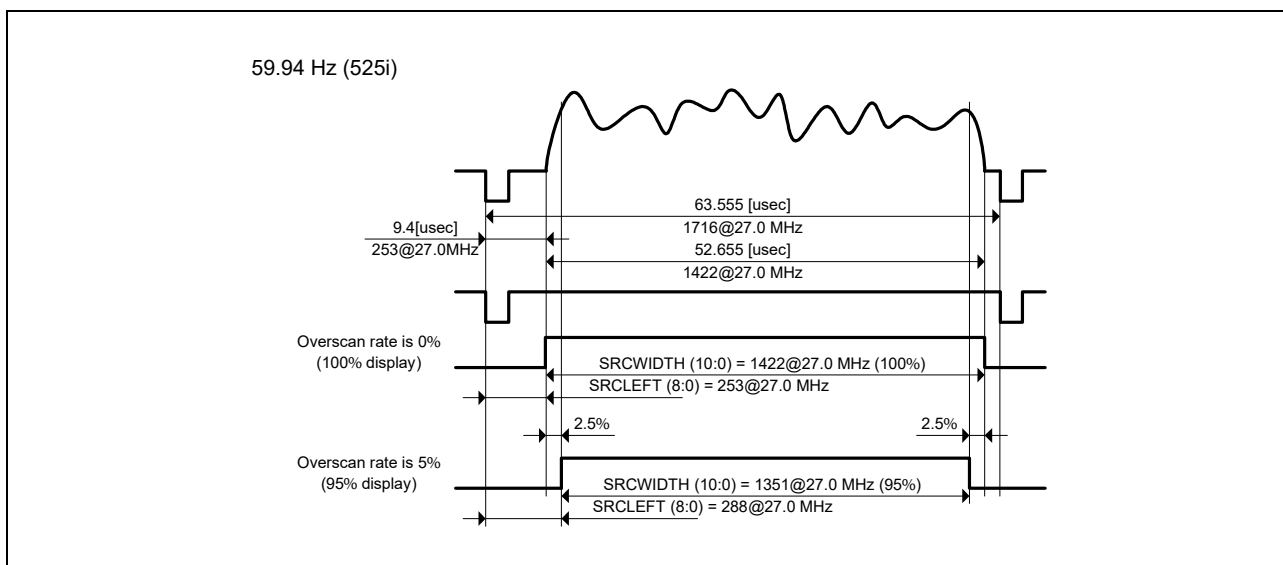 59.94 Hz (525i)
63.555 [usec]
1716@27.0 MHz
9.4[usec]
253@27.0MHz
52.655 [usec]
1422@27.0 MHz
Overscan rate is 0%
(100% display)
SRCWIDTH (10:0) = 1422@27.0 MHz (100%)
SRCLEFT (8:0) = 253@27.0 MHz
2.5%
2.5%
Overscan rate is 5%
(95% display)
SRCWIDTH (10:0) = 1351@27.0 MHz (95%)
SRCLEFT (8:0) = 288@27.0 MHz